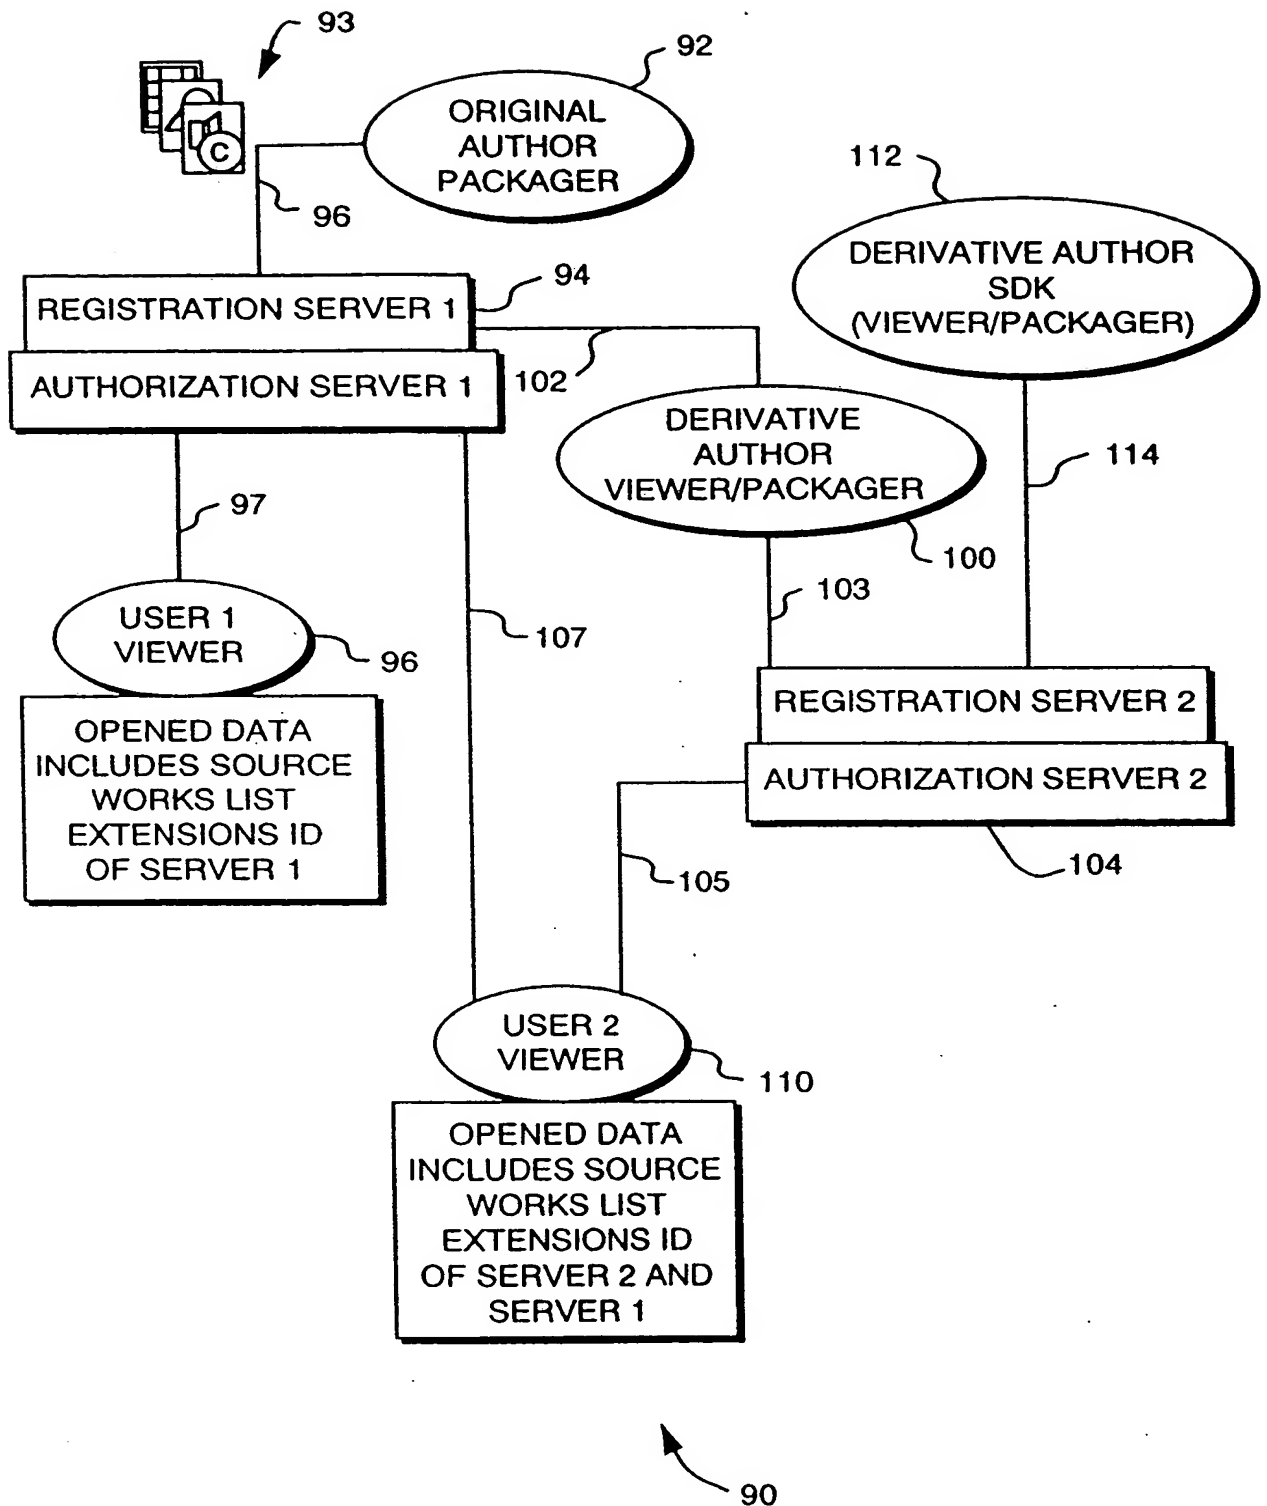 93
C
92
ORIGINAL
AUTHOR
PACKAGER
96
112
DERIVATIVE AUTHOR
SDK
(VIEWER/PACKAGER)
94
REGISTRATION SERVER 1
AUTHORIZATION SERVER 1
102
DERIVATIVE
AUTHOR
VIEWER/PACKAGER
100
114
97
103
USER 1
VIEWER
96
107
OPENED DATA
INCLUDES SOURCE
WORKS LIST
EXTENSIONS ID
OF SERVER 1
REGISTRATION SERVER 2
AUTHORIZATION SERVER 2
104
105
USER 2
VIEWER
110
OPENED DATA
INCLUDES SOURCE
WORKS LIST
EXTENSIONS ID
OF SERVER 2 AND
SERVER 1
90